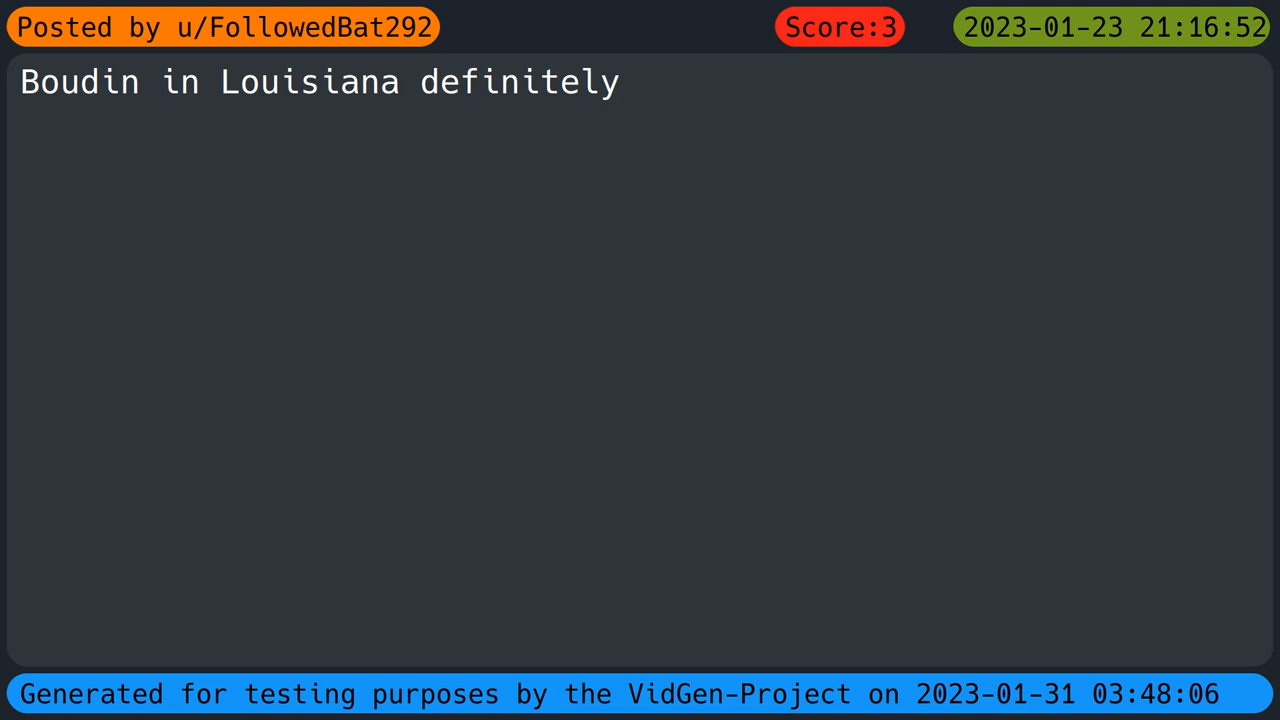 Posted by u/FollowedBat292 Score:3 2023-01-23 21:16:52
Boudin in Louisiana definitely
Generated for testing purposes by the VidGen-Project on 2023-01-31 03:48:06